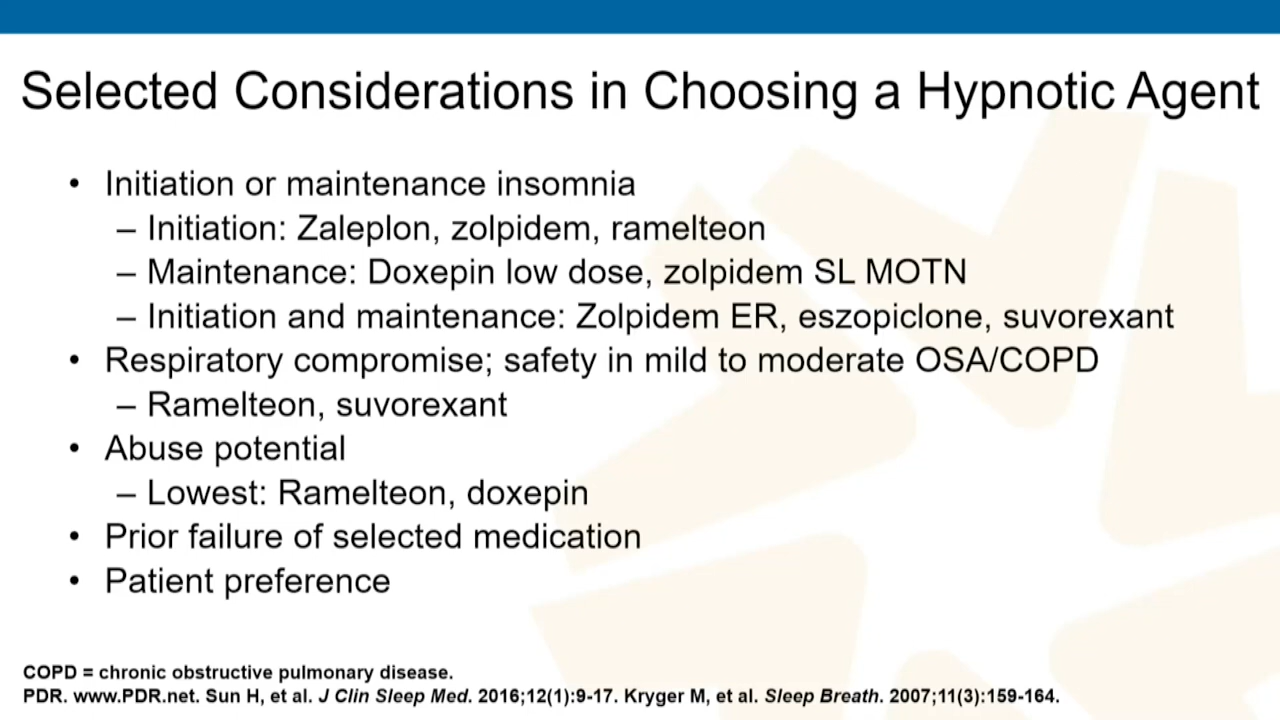 Selected Considerations in Choosing a Hypnotic Agent
• Initiation or maintenance insomnia
– Initiation: Zaleplon, zolpidem, ramelteon
– Maintenance: Doxepin low dose, zolpidem SL MOTN
– Initiation and maintenance: Zolpidem ER, eszopiclone, suvorexant
• Respiratory compromise; safety in mild to moderate OSA/COPD
– Ramelteon, suvorexant
• Abuse potential
– Lowest: Ramelteon, doxepin
• Prior failure of selected medication
• Patient preference
COPD = chronic obstructive pulmonary disease.
PDR. www.PDR.net. Sun H, et al. J Clin Sleep Med. 2016;12(1):9-17. Kryger M, et al. Sleep Breath. 2007;11(3):159-164.